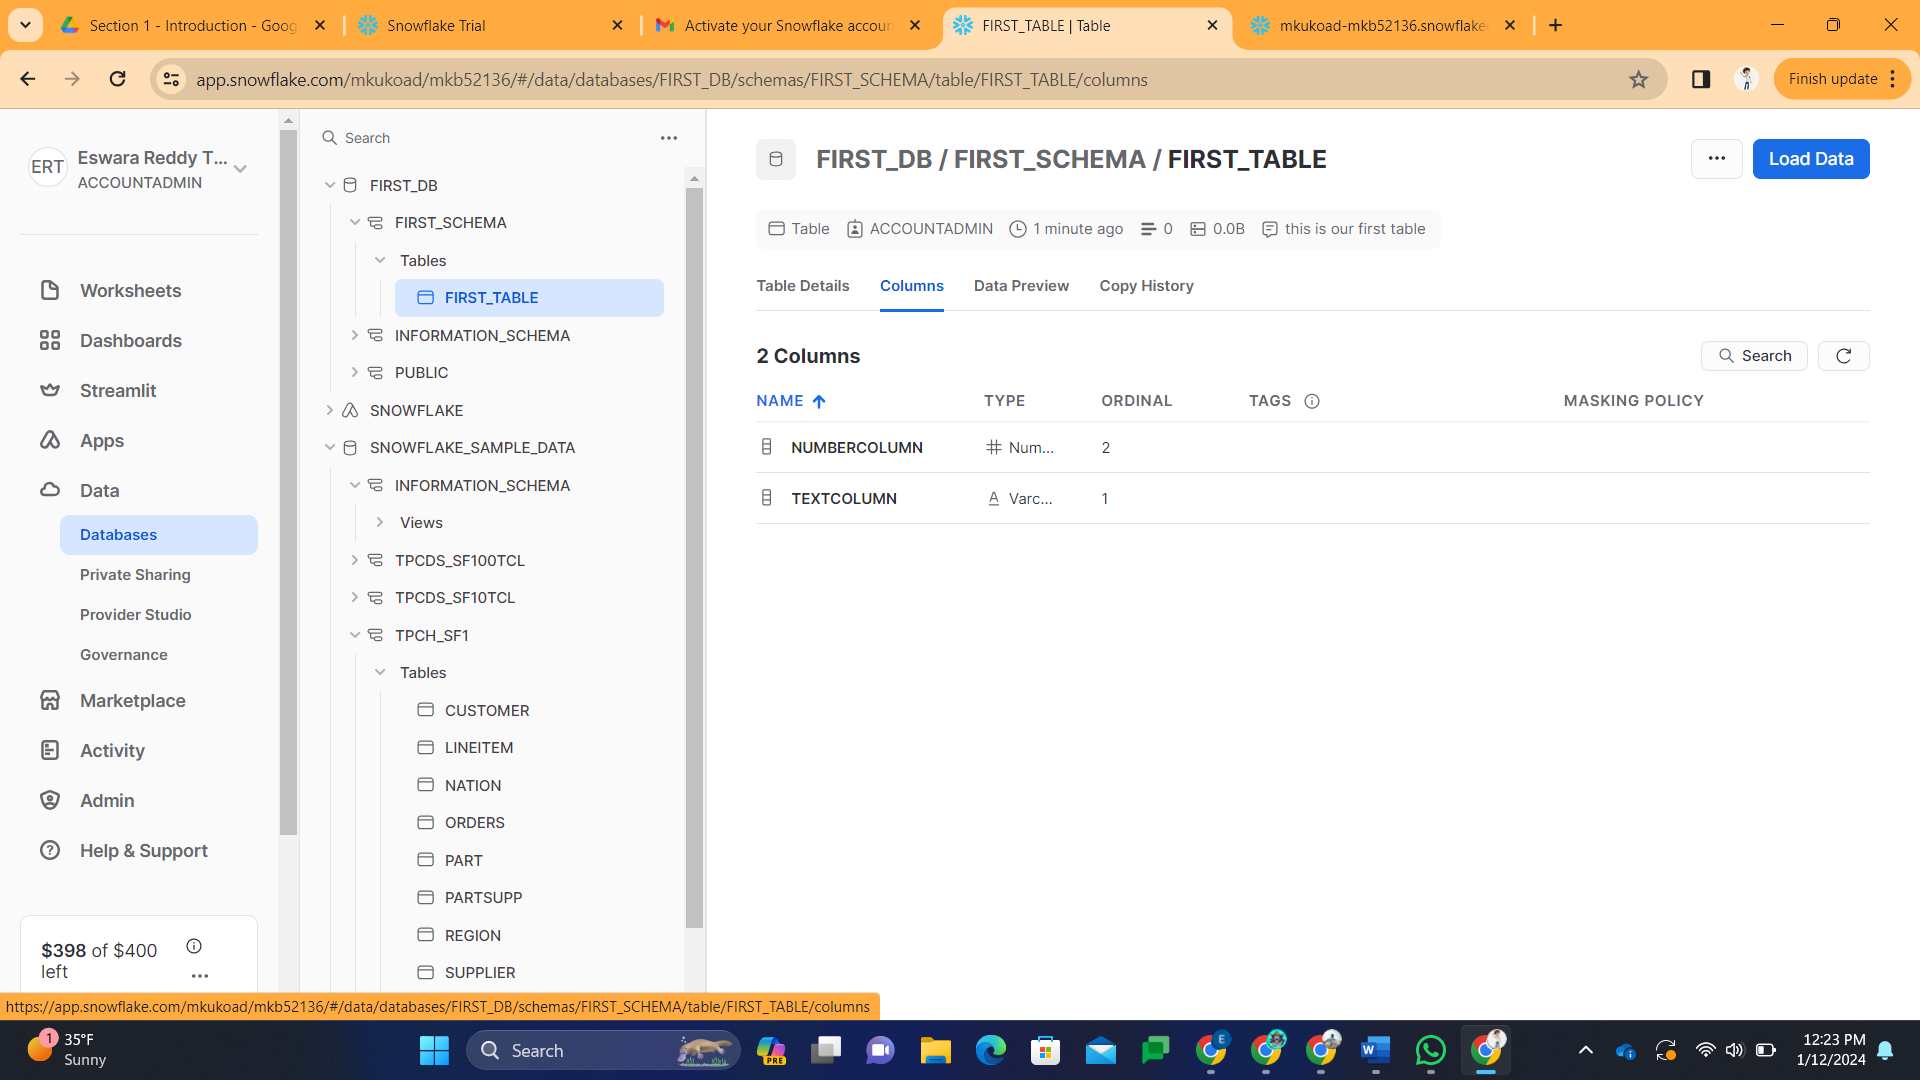 Section 1 - Introduction - Goog
Snowflake Trial
Activate your Snowflake accoun
FIRST_TABLE | Table
mkukoad-mkb52136.snowflake
app.snowflake.com/mkukoad/mkb52136/#/data/databases/FIRST_DB/schemas/FIRST_SCHEMA/table/FIRST_TABLE/columns
Finish update
ERT
Eswara Reddy T...
ACCOUNTADMIN
Worksheets
Dashboards
Streamlit
Apps
Data
Databases
Private Sharing
Provider Studio
Governance
Marketplace
Activity
Admin
Help & Support
$398 of $400
left
Search
FIRST_DB
FIRST_SCHEMA
Tables
FIRST_TABLE
INFORMATION_SCHEMA
PUBLIC
SNOWFLAKE
SNOWFLAKE_SAMPLE_DATA
INFORMATION_SCHEMA
Views
TPCDS_SF100TCL
TPCDS_SF10TCL
TPCH_SF1
Tables
CUSTOMER
LINEITEM
NATION
ORDERS
PART
PARTSUPP
REGION
SUPPLIER
FIRST_DB / FIRST_SCHEMA / FIRST_TABLE
Load Data
Table ACCOUNTADMIN 1 minute ago 0 0.0B this is our first table
Table Details Columns Data Preview Copy History
2 Columns
Search
NAME TYPE ORDINAL TAGS MASKING POLICY
NUMBERCOLUMN Num... 2
TEXTCOLUMN Varc... 1
https://app.snowflake.com/mkukoad/mkb52136/#/data/databases/FIRST_DB/schemas/FIRST_SCHEMA/table/FIRST_TABLE/columns
1
35°F
Sunny
Search
PRE
E
12:23 PM
1/12/2024